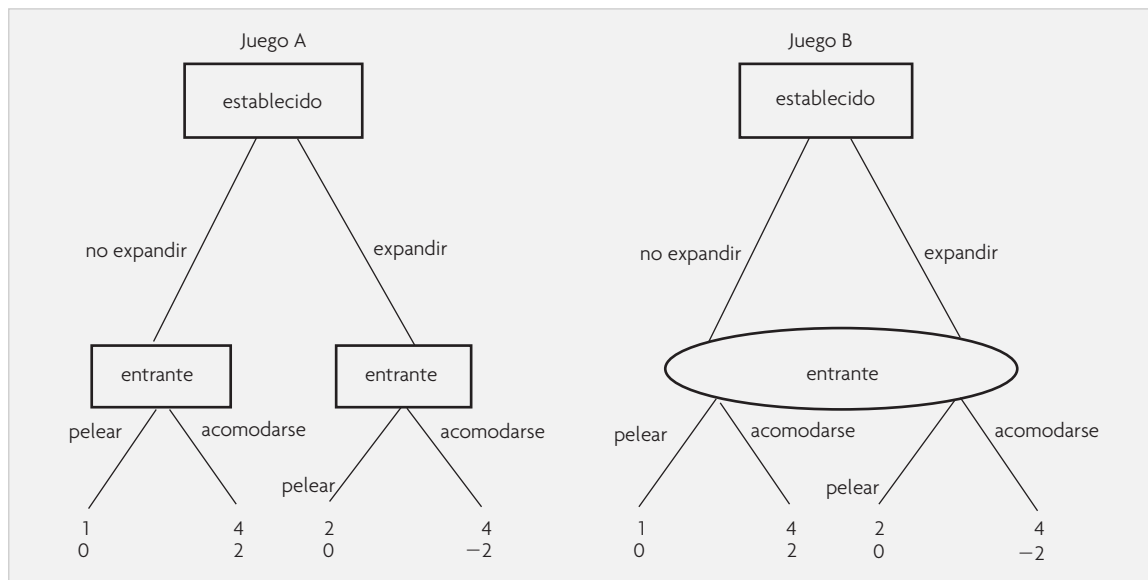 Juego A
establecido
no expandir
expandir
entrante
entrante
pelear
acomodarse
pelear
acomodarse
1
0
4
2
2
0
4
−2
Juego B
establecido
no expandir
expandir
entrante
pelear
acomodarse
pelear
acomodarse
1
0
4
2
2
0
4
−2